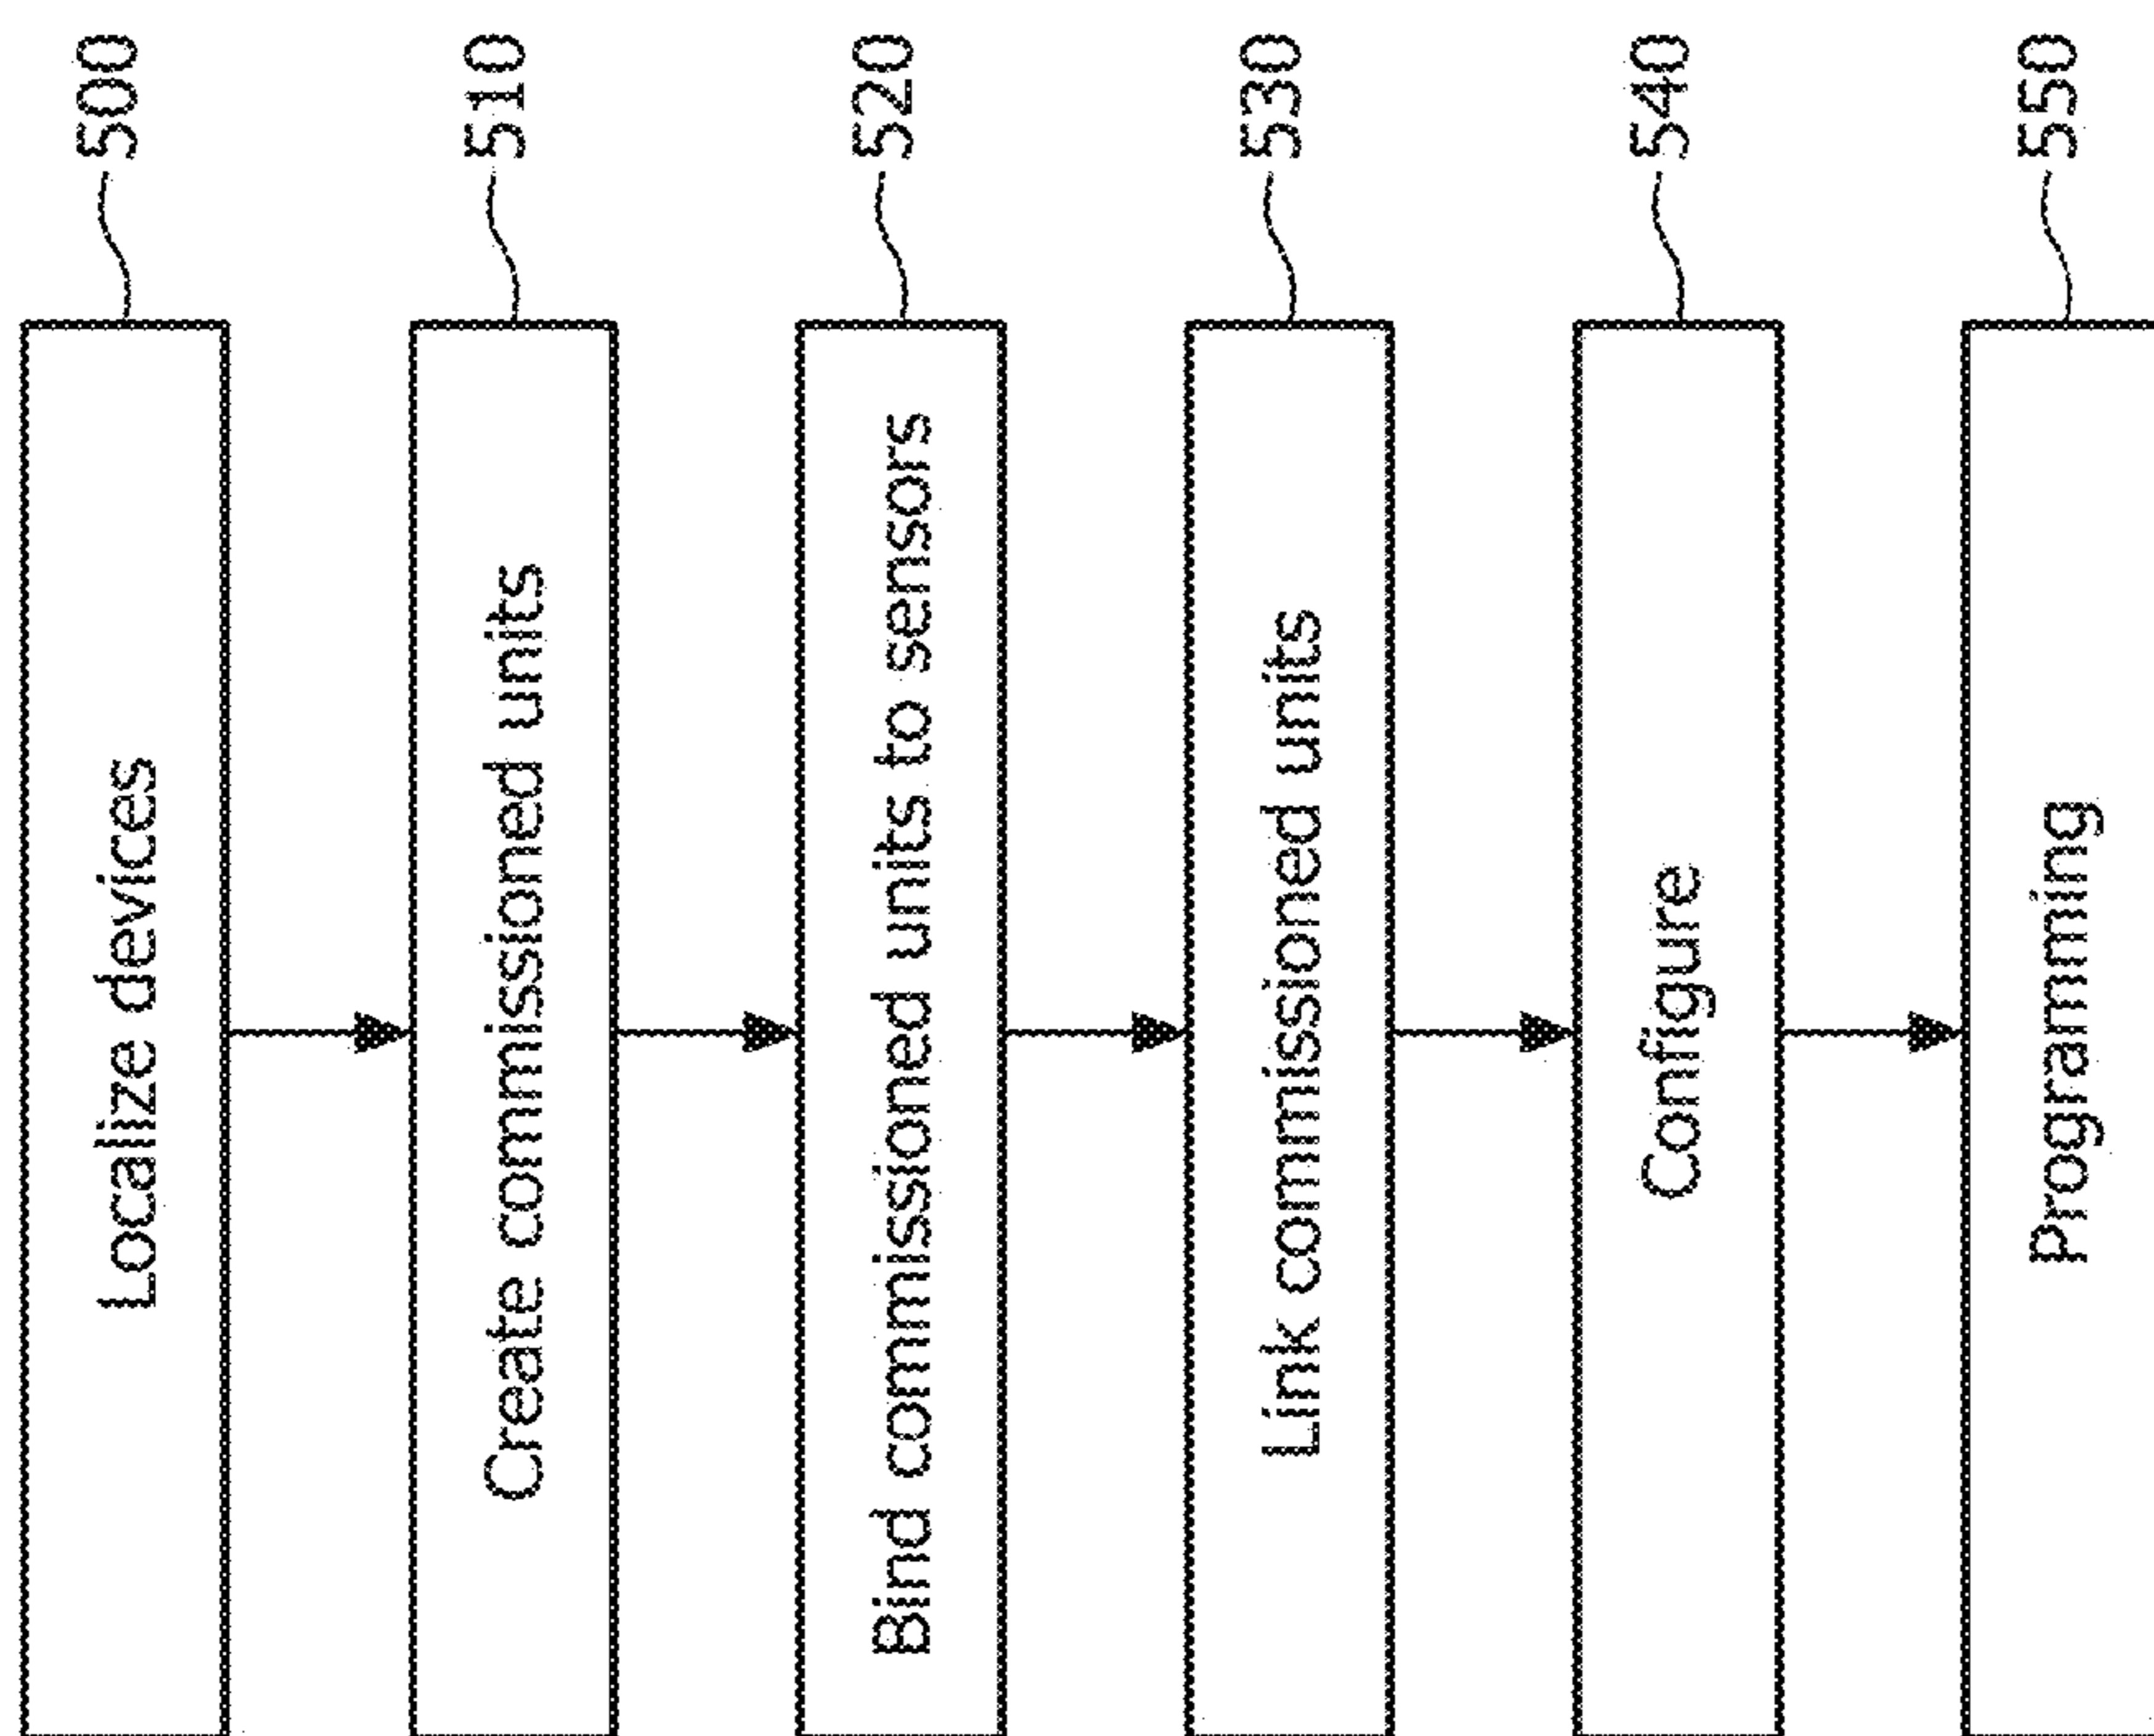 Localize devices
500
Create commissioned units
510
Bind commissioned units to sensors
520
Link commissioned units
530
Configure
540
Programming
550